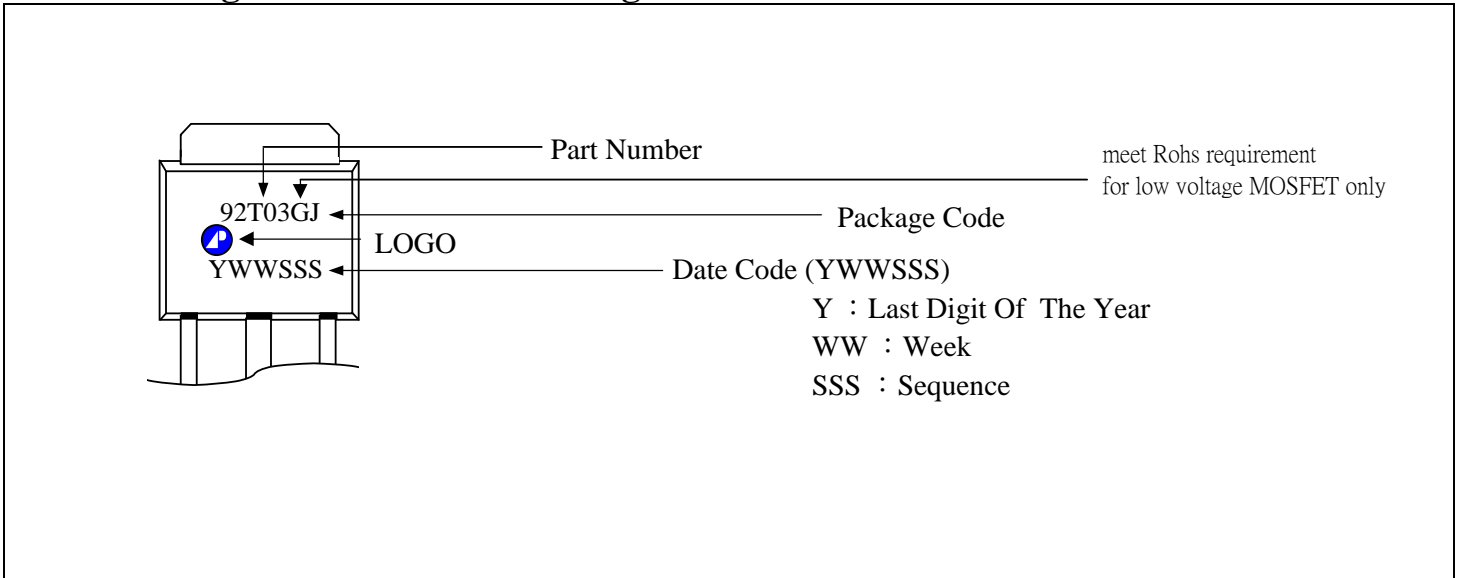 Part Number
meet Rohs requirement
for low voltage MOSFET only
92T03GJ
Package Code
LOGO
YWWSSS
Date Code (YWWSSS)
Y ：Last Digit Of The Year
WW ：Week
SSS ：Sequence